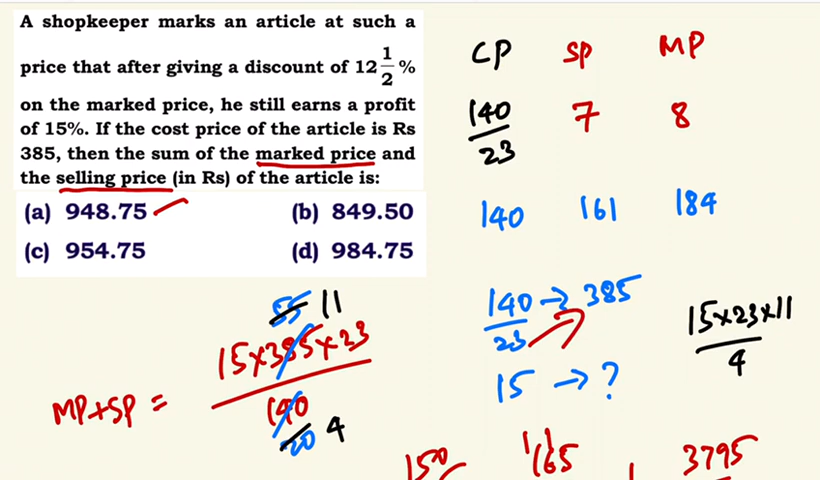 A shopkeeper marks an article at such a
price that after giving a discount of 12 1/2 %
on the marked price, he still earns a profit
of 15%. If the cost price of the article is Rs
385, then the sum of the marked price and
the selling price (in Rs) of the article is:
(a) 948.75 (b) 849.50
(c) 954.75 (d) 984.75
CP SP MP
140/23 7 8
140 161 184
140/23 → 385
15 → ?
15×23×11
4
55 11
15×385×23
MP+SP =
140
20 4
150
165
3795